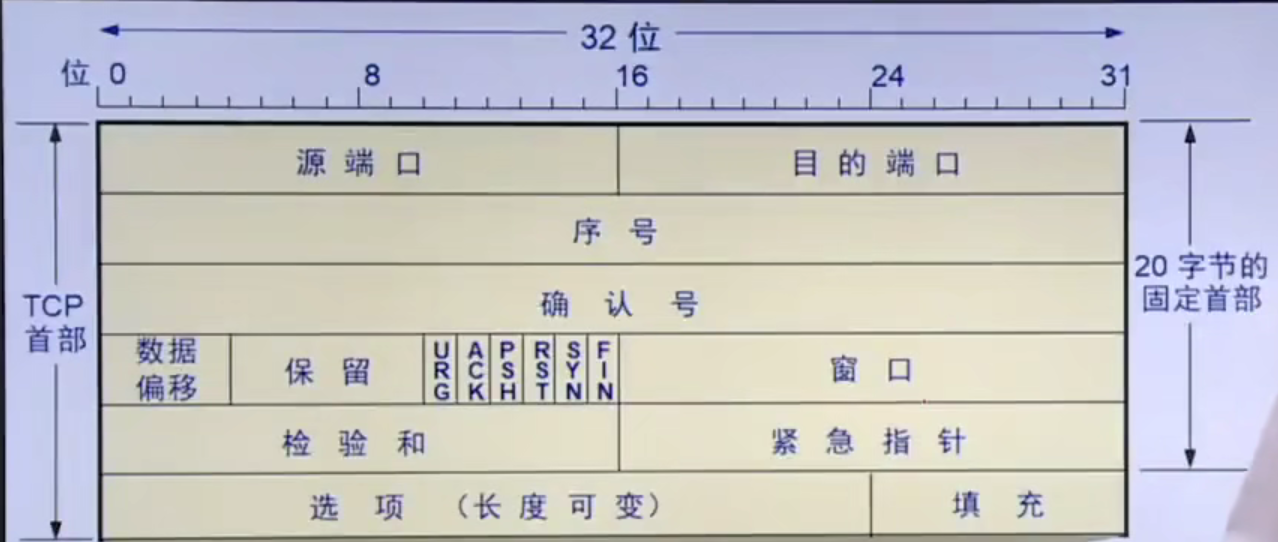 32 位
位 0 8 16 24 31
源 端 口 目 的 端 口
序 号
确 认 号
TCP
首部
20 字节的
固定首部
数据
偏移
保 留
URG
ACK
PSH
RST
SYN
FIN
窗 口
检 验 和 紧 急 指 针
选 项 （长 度 可 变） 填 充